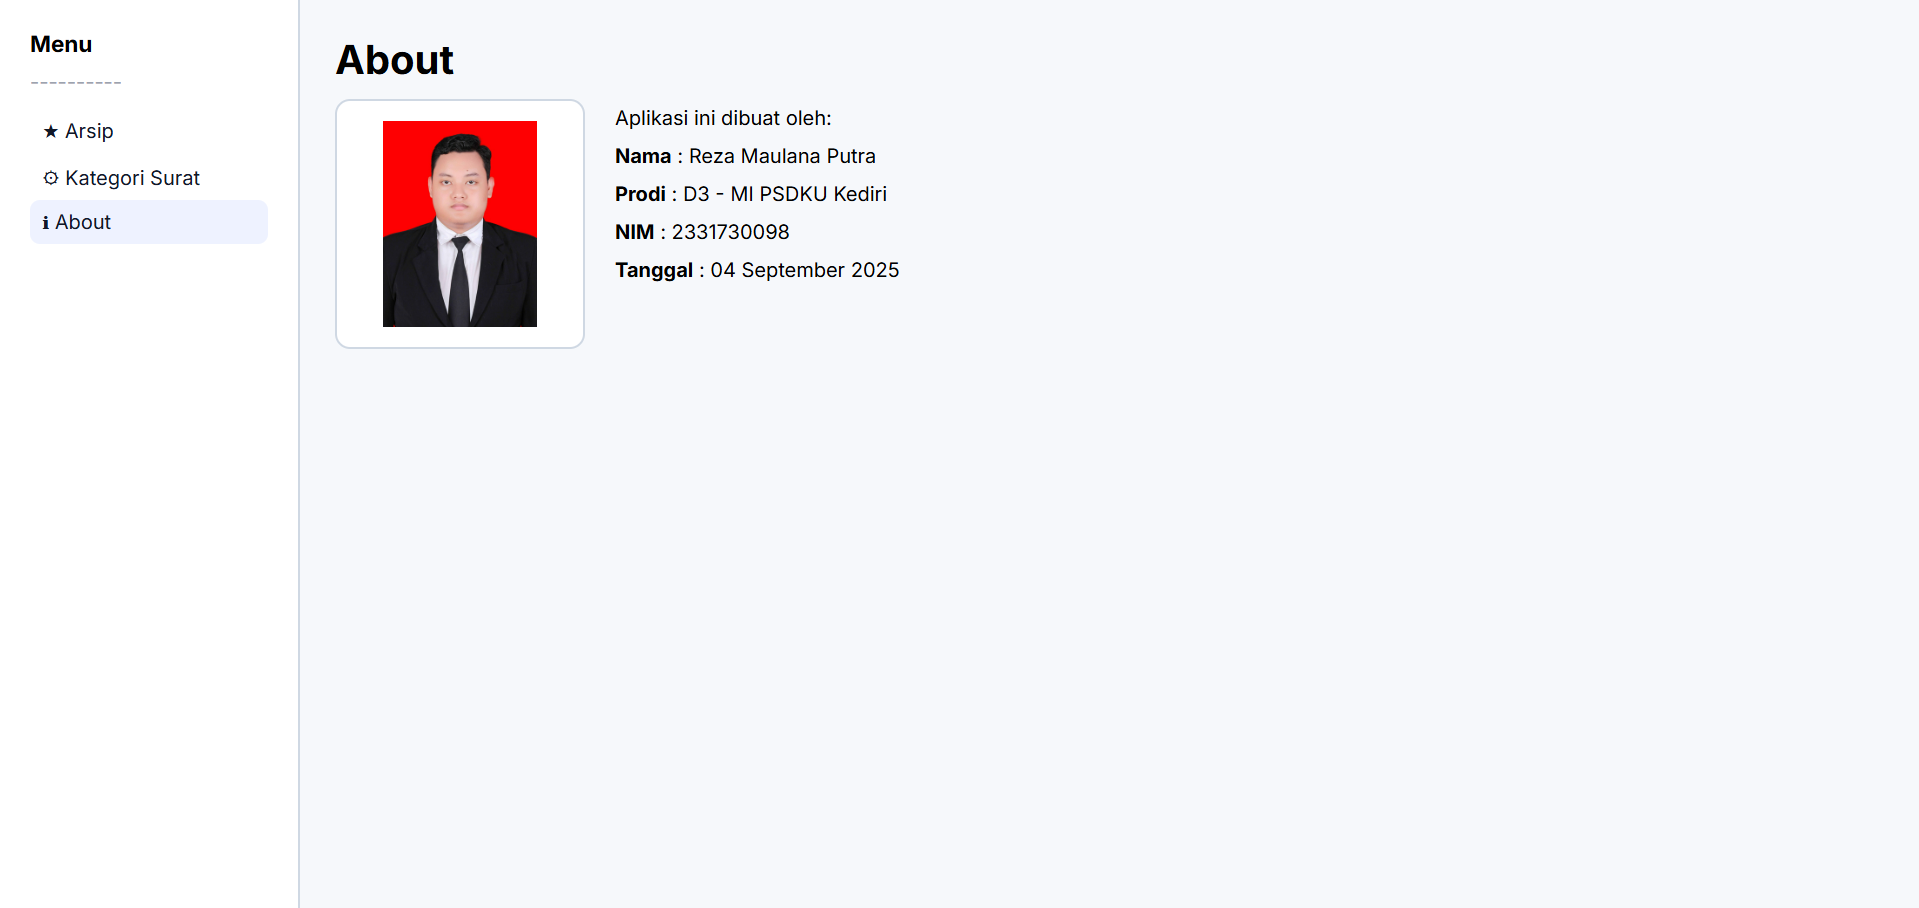 Menu
----------
★ Arsip
⚙ Kategori Surat
ℹ About
About
Aplikasi ini dibuat oleh:
Nama : Reza Maulana Putra
Prodi : D3 - MI PSDKU Kediri
NIM : 2331730098
Tanggal : 04 September 2025